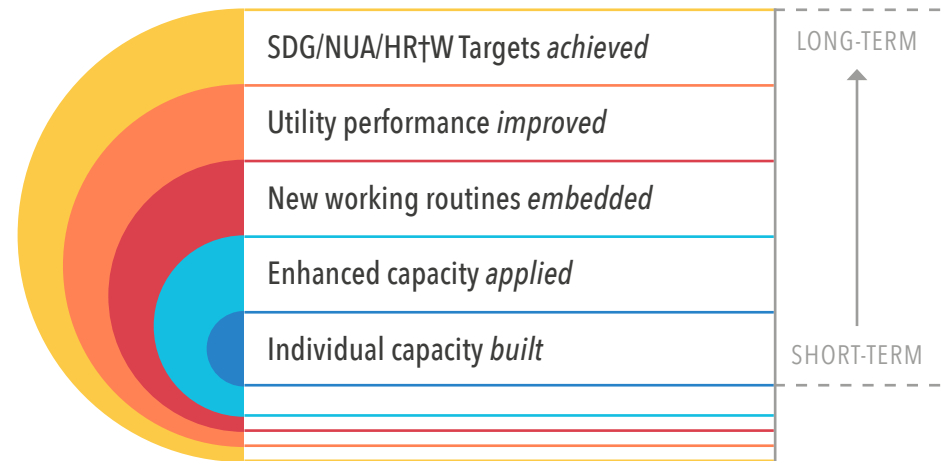 SDG/NUA/HR†W Targets achieved
LONG-TERM
Utility performance improved
New working routines embedded
Enhanced capacity applied
Individual capacity built
SHORT-TERM